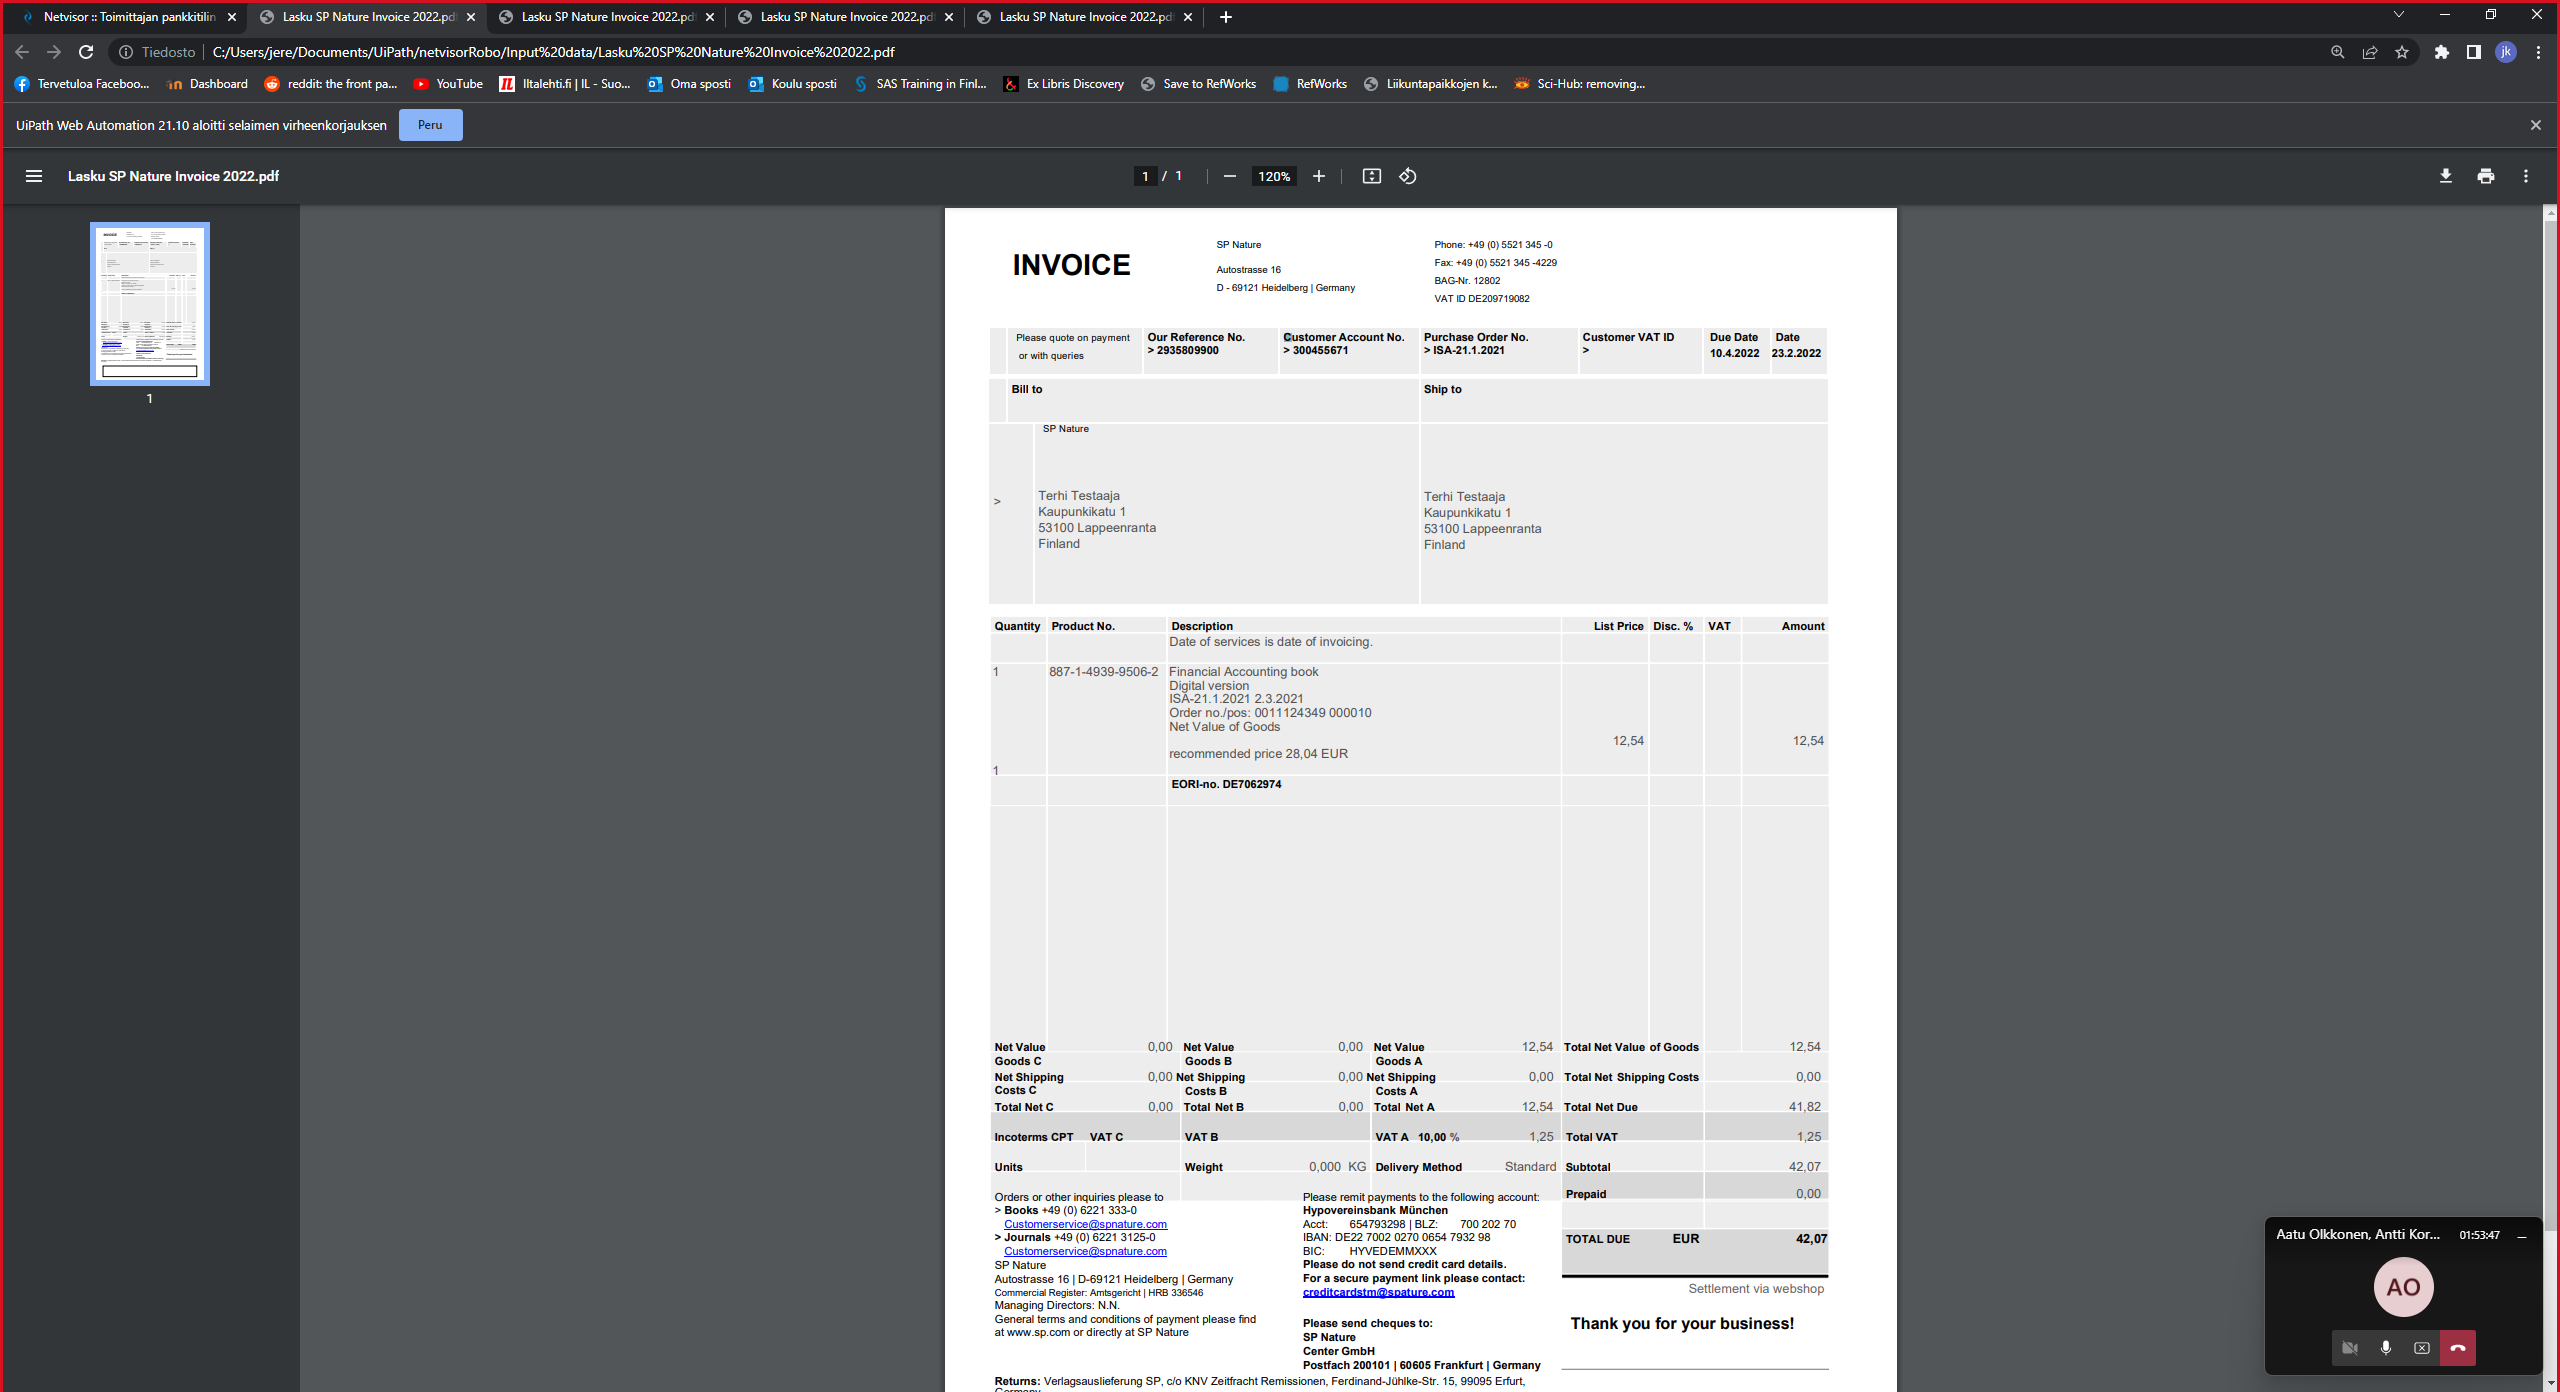 Netvisor :: Toimittajan pankkitilin
Lasku SP Nature Invoice 2022.pdf
Lasku SP Nature Invoice 2022.pdf
Lasku SP Nature Invoice 2022.pdf
Lasku SP Nature Invoice 2022.pdf
Tiedosto C:/Users/jere/Documents/UiPath/netvisorRobo/Input%20data/Lasku%20SP%20Nature%20Invoice%202022.pdf
jk
Tervetuloa Faceboo... Dashboard reddit: the front pa... YouTube Iltalehti.fi | IL - Suo... Oma sposti Koulu sposti SAS Training in Finl... Ex Libris Discovery Save to RefWorks RefWorks Liikuntapaikkojen k... Sci-Hub: removing...
UiPath Web Automation 21.10 aloitti selaimen virheenkorjauksen Peru
Lasku SP Nature Invoice 2022.pdf 1 / 1 120%
1
INVOICE
SP Nature
Autostrasse 16
D - 69121 Heidelberg | Germany
Phone: +49 (0) 5521 345 -0
Fax: +49 (0) 5521 345 -4229
BAG-Nr. 12802
VAT ID DE209719082
Please quote on payment
or with queries
Our Reference No.
> 2935809900
Customer Account No.
> 300455671
Purchase Order No.
> ISA-21.1.2021
Customer VAT ID
>
Due Date
10.4.2022
Date
23.2.2022
Bill to
SP Nature
>
Terhi Testaaja
Kaupunkikatu 1
53100 Lappeenranta
Finland
Ship to
Terhi Testaaja
Kaupunkikatu 1
53100 Lappeenranta
Finland
Quantity Product No. Description List Price Disc. % VAT Amount
Date of services is date of invoicing.
1 887-1-4939-9506-2 Financial Accounting book
Digital version
ISA-21.1.2021 2.3.2021
Order no./pos: 0011124349 000010
Net Value of Goods
12,54 12,54
recommended price 28,04 EUR
1
EORI-no. DE7062974
Net Value 0,00 Net Value 0,00 Net Value 12,54 Total Net Value of Goods 12,54
Goods C Goods B Goods A
Net Shipping 0,00 Net Shipping 0,00 Net Shipping 0,00 Total Net Shipping Costs 0,00
Costs C Costs B Costs A
Total Net C 0,00 Total Net B 0,00 Total Net A 12,54 Total Net Due 41,82
Incoterms CPT VAT C VAT B VAT A 10,00 % 1,25 Total VAT 1,25
Units Weight 0,000 KG Delivery Method Standard Subtotal 42,07
Prepaid 0,00
TOTAL DUE EUR 42,07
Settlement via webshop
Thank you for your business!
Orders or other inquiries please to
> Books +49 (0) 6221 333-0
Customerservice@spnature.com
> Journals +49 (0) 6221 3125-0
Customerservice@spnature.com
SP Nature
Autostrasse 16 | D-69121 Heidelberg | Germany
Commercial Register: Amtsgericht | HRB 336546
Managing Directors: N.N.
General terms and conditions of payment please find
at www.sp.com or directly at SP Nature
Please remit payments to the following account:
Hypovereinsbank München
Acct: 654793298 | BLZ: 700 202 70
IBAN: DE22 7002 0270 0654 7932 98
BIC: HYVEDEMMXXX
Please do not send credit card details.
For a secure payment link please contact:
creditcardstm@spature.com
Please send cheques to:
SP Nature
Center GmbH
Postfach 200101 | 60605 Frankfurt | Germany
Returns: Verlagsauslieferung SP, c/o KNV Zeitfracht Remissionen, Ferdinand-Jühlke-Str. 15, 99095 Erfurt,
Germany
Aatu Olkkonen, Antti Kor... 01:53:47
AO